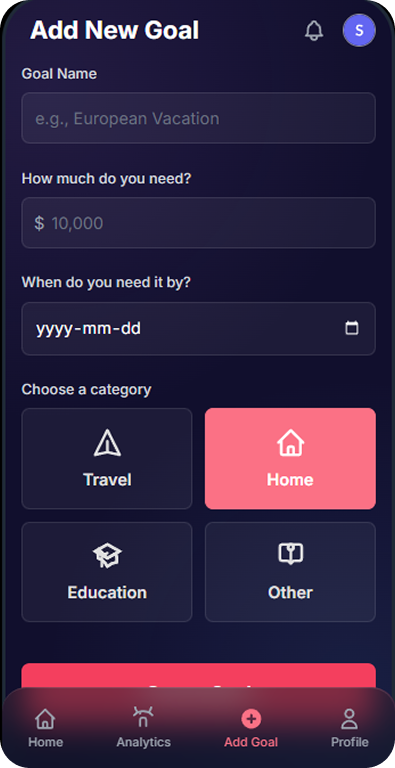 Add New Goal
S
Goal Name
e.g., European Vacation
How much do you need?
$ 10,000
When do you need it by?
yyyy-mm-dd
Choose a category
Travel
Home
Education
Other
Home
Analytics
Add Goal
Profile